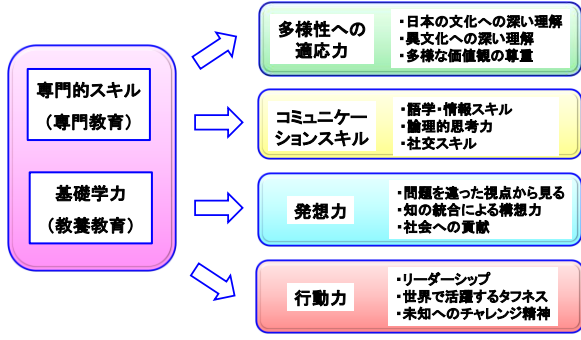 専門的スキル
（専門教育）
基礎学力
（教養教育）
多様性への
適応力
・日本の文化への深い理解
・異文化への深い理解
・多様な価値観の尊重
コミュニケー
ションスキル
・語学・情報スキル
・論理的思考力
・社交スキル
発想力
・問題を違った視点から見る
・知の統合による構想力
・社会への貢献
行動力
・リーダーシップ
・世界で活躍するタフネス
・未知へのチャレンジ精神